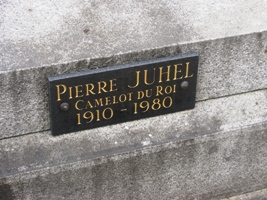 PIERRE JUHEL
CAMELOT DU ROI
1910 - 1980